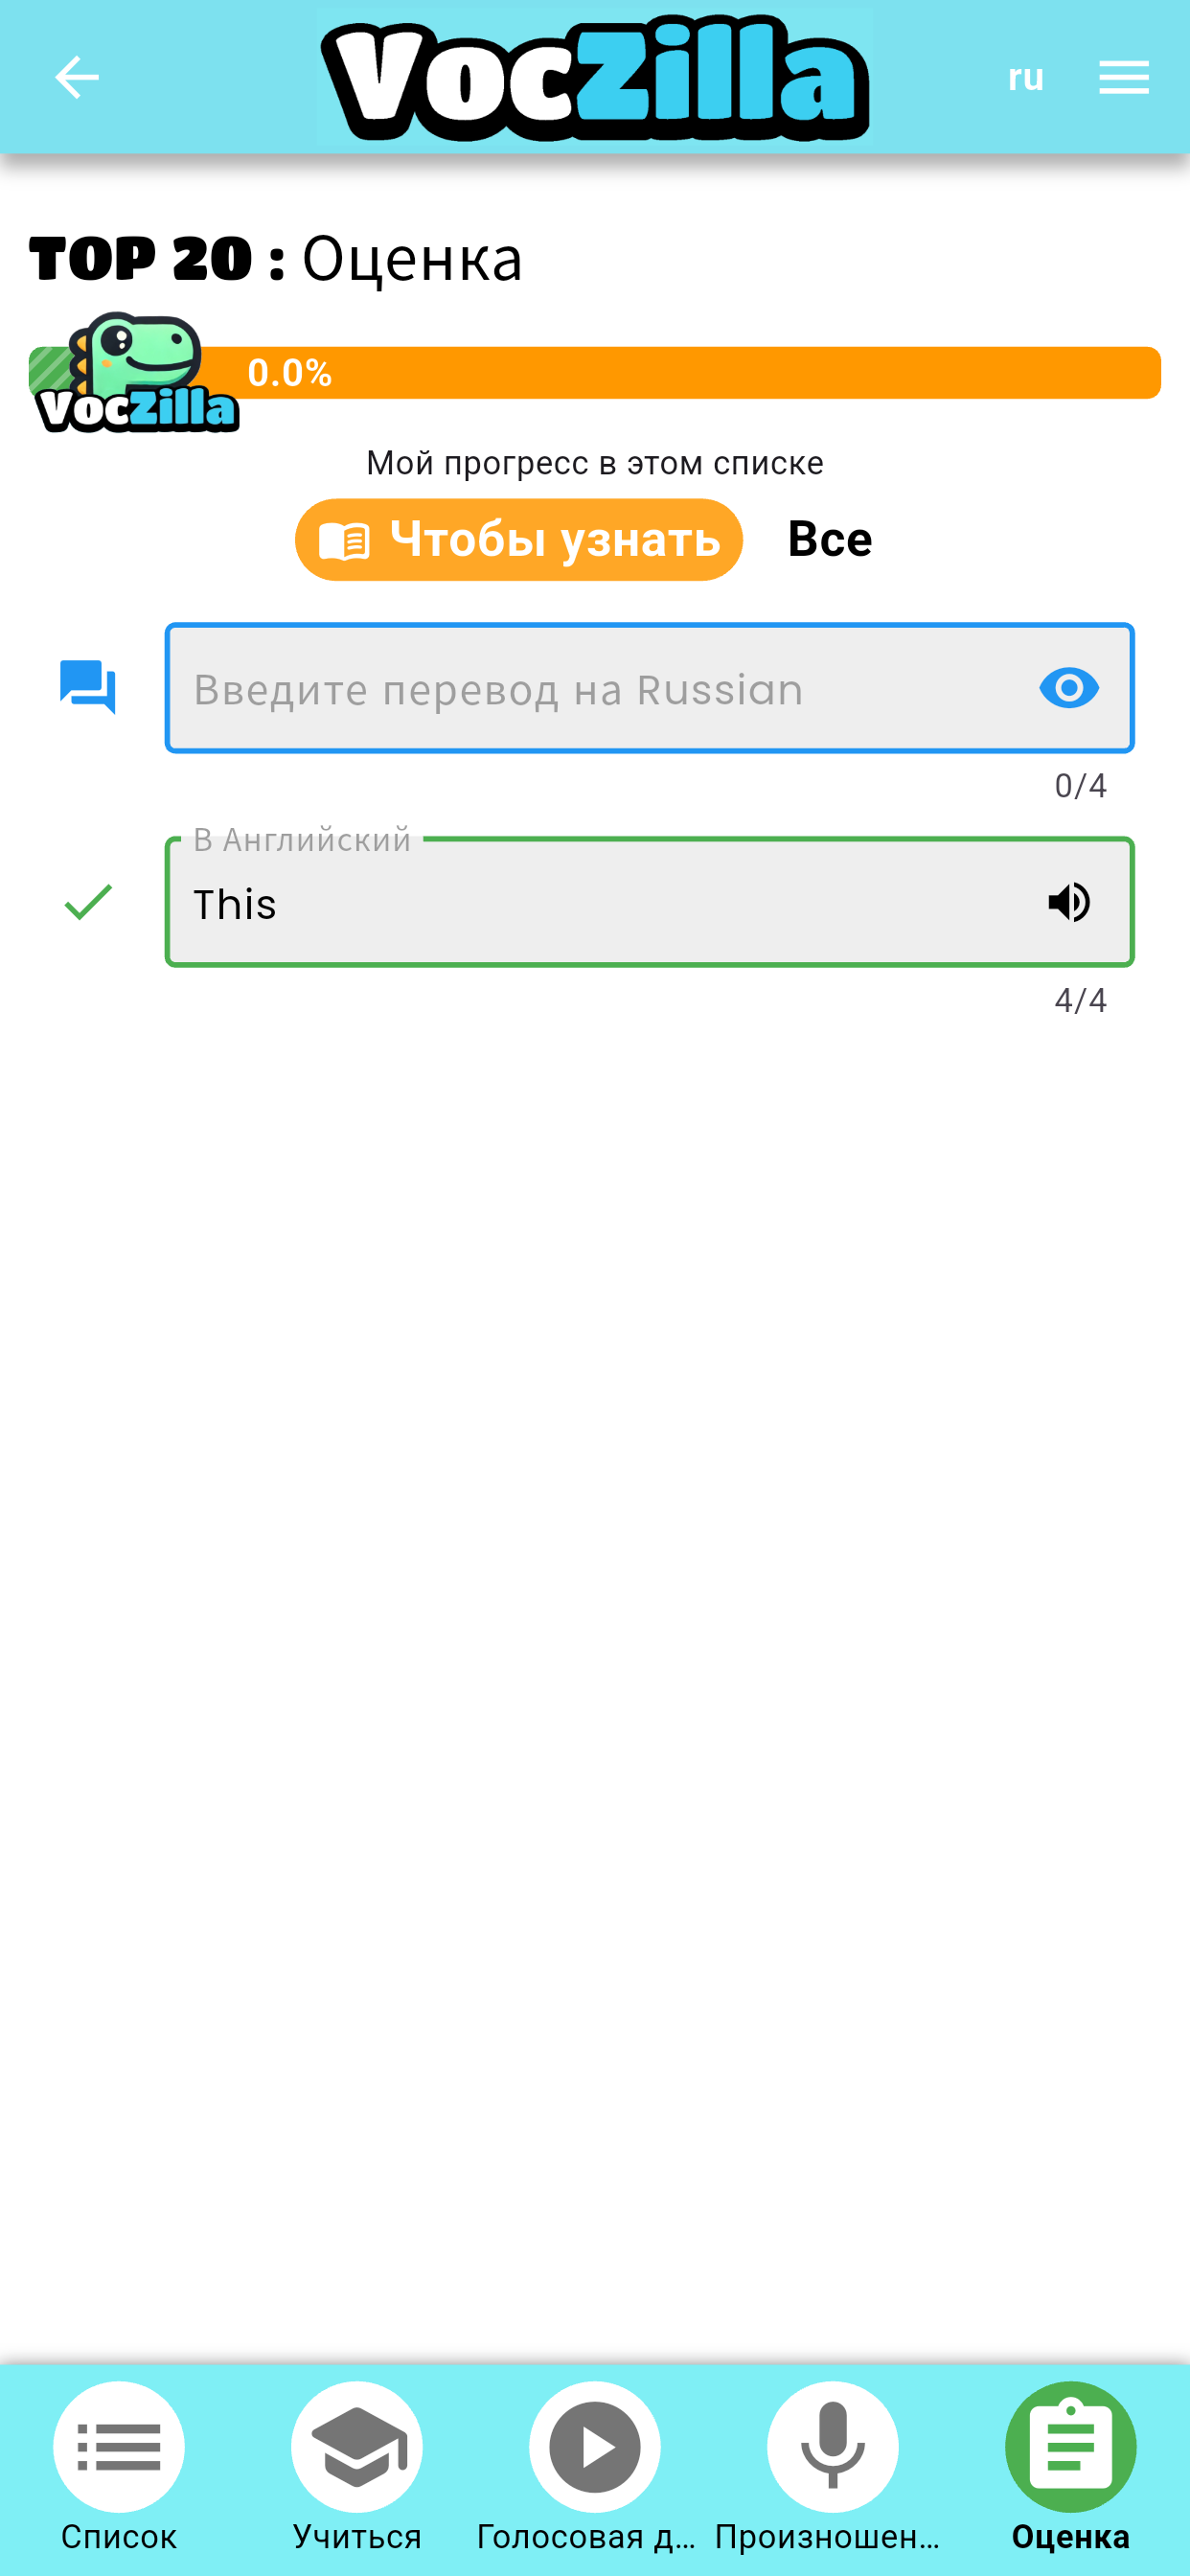 VocZilla
ru
TOP 20 : Оценка
0.0%
VocZilla
Мой прогресс в этом списке
Чтобы узнать Все
Введите перевод на Russian
0/4
В Английский
This
4/4
Список Учиться Голосовая д... Произношен... Оценка